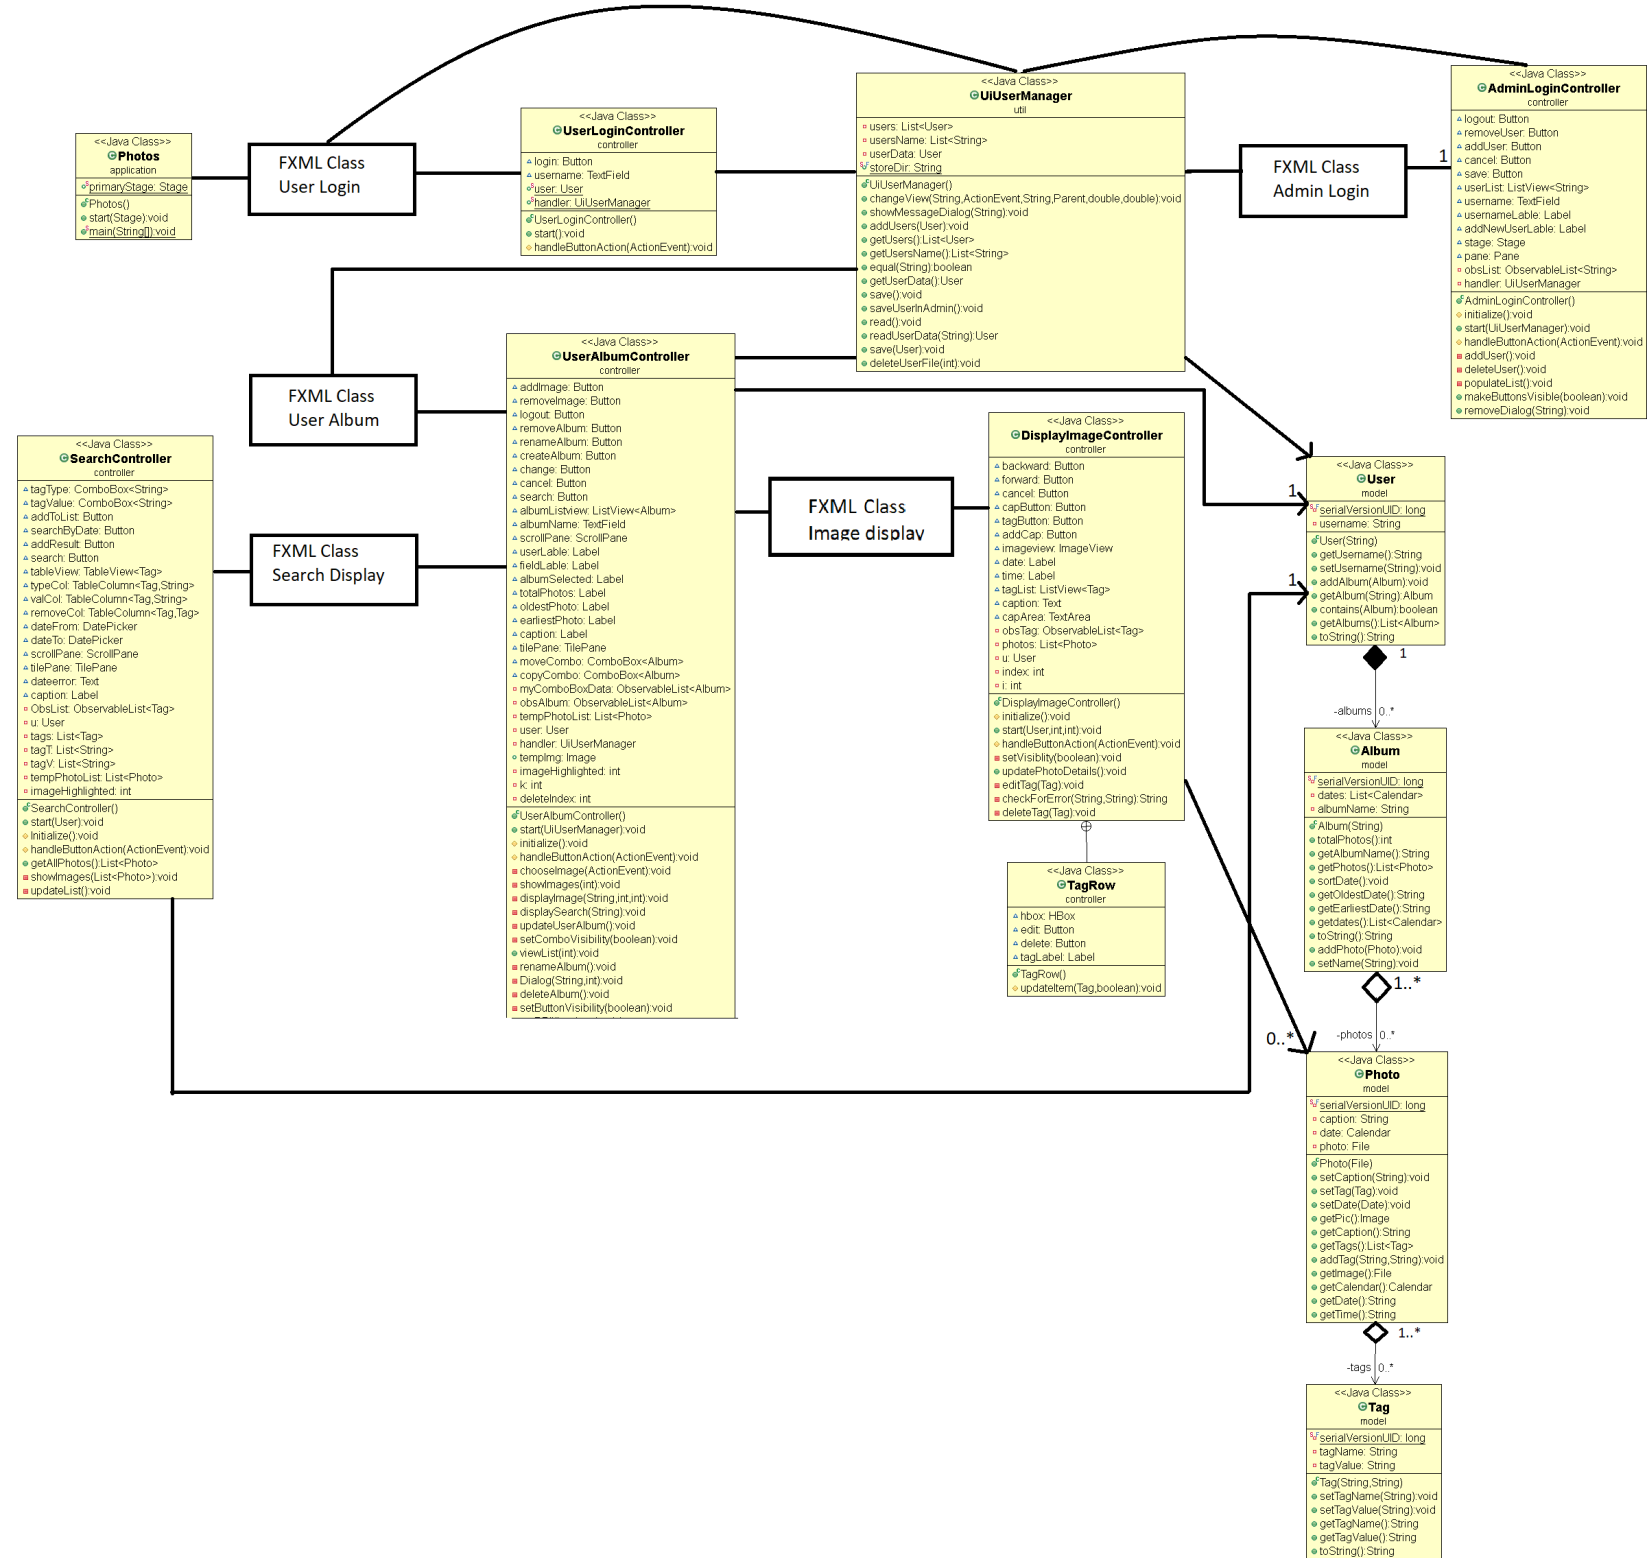 <<Java Class>>
Photos
application
primaryStage: Stage
Photos()
start(Stage):void
main(String[]):void
FXML Class
User Login
<<Java Class>>
UserLoginController
controller
login: Button
username: TextField
user: User
handler: UiUserManager
UserLoginController()
start():void
handleButtonAction(ActionEvent):void
<<Java Class>>
UiUserManager
util
users: List<User>
usersName: List<String>
userData: User
storeDir: String
UiUserManager()
changeView(String,ActionEvent,String,Parent,double,double):void
showMessageDialog(String):void
addUsers(User):void
getUsers():List<User>
getUsersName():List<String>
equal(String):boolean
getUserData():User
save():void
saveUserInAdmin():void
read():void
readUserData(String):User
save(User):void
deleteUserFile(int):void
FXML Class
Admin Login
1
<<Java Class>>
AdminLoginController
controller
logout: Button
removeUser: Button
addUser: Button
cancel: Button
save: Button
userList: ListView<String>
username: TextField
usernameLable: Label
addNewUserLable: Label
stage: Stage
pane: Pane
obsList: ObservableList<String>
handler: UiUserManager
AdminLoginController()
initialize():void
start(UiUserManager):void
handleButtonAction(ActionEvent):void
addUser():void
deleteUser():void
populateList():void
makeButtonsVisible(boolean):void
removeDialog(String):void
FXML Class
User Album
<<Java Class>>
UserAlbumController
controller
addImage: Button
removeImage: Button
logout: Button
removeAlbum: Button
renameAlbum: Button
createAlbum: Button
change: Button
cancel: Button
search: Button
albumListview: ListView<Album>
albumName: TextField
scrollPane: ScrollPane
userLable: Label
fieldLable: Label
albumSelected: Label
totalPhotos: Label
oldestPhoto: Label
earliestPhoto: Label
caption: Label
tilePane: TilePane
moveCombo: ComboBox<Album>
copyCombo: ComboBox<Album>
myComboBoxData: ObservableList<Album>
obsAlbum: ObservableList<Album>
tempPhotoList: List<Photo>
user: User
handler: UiUserManager
tempImg: Image
imageHighlighted: int
k: int
deleteIndex: int
UserAlbumController()
start(UiUserManager):void
initialize():void
handleButtonAction(ActionEvent):void
chooseImage(ActionEvent):void
showImages(int):void
displayImage(String,int,int):void
displaySearch(String):void
updateUserAlbum():void
setComboVisibility(boolean):void
viewList(int):void
renameAlbum():void
Dialog(String,int):void
deleteAlbum():void
setButtonVisibility(boolean):void
<<Java Class>>
SearchController
controller
tagType: ComboBox<String>
tagValue: ComboBox<String>
addToList: Button
searchByDate: Button
addResult: Button
search: Button
tableView: TableView<Tag>
typeCol: TableColumn<Tag,String>
valCol: TableColumn<Tag,String>
removeCol: TableColumn<Tag,Tag>
dateFrom: DatePicker
dateTo: DatePicker
scrollPane: ScrollPane
tilePane: TilePane
dateerror: Text
caption: Label
ObsList: ObservableList<Tag>
u: User
tags: List<Tag>
tagT: List<String>
tagV: List<String>
tempPhotoList: List<Photo>
imageHighlighted: int
SearchController()
start(User):void
Initialize():void
handleButtonAction(ActionEvent):void
getAllPhotos():List<Photo>
showImages(List<Photo>):void
updateList():void
FXML Class
Search Display
FXML Class
Image display
<<Java Class>>
DisplayImageController
controller
backward: Button
forward: Button
cancel: Button
capButton: Button
tagButton: Button
addCap: Button
imageview: ImageView
date: Label
time: Label
tagList: ListView<Tag>
caption: Text
capArea: TextArea
obsTag: ObservableList<Tag>
photos: List<Photo>
u: User
index: int
i: int
DisplayImageController()
initialize():void
start(User,int,int):void
handleButtonAction(ActionEvent):void
setVisiblity(boolean):void
updatePhotoDetails():void
editTag(Tag):void
checkForError(String,String):String
deleteTag(Tag):void
<<Java Class>>
TagRow
controller
hbox: HBox
edit: Button
delete: Button
tagLabel: Label
TagRow()
updateItem(Tag,boolean):void
1
1
<<Java Class>>
User
model
serialVersionUID: long
username: String
User(String)
getUsername():String
setUsername(String):void
addAlbum(Album):void
getAlbum(String):Album
contains(Album):boolean
getAlbums():List<Album>
toString():String
1
-albums 0..*
<<Java Class>>
Album
model
serialVersionUID: long
dates: List<Calendar>
albumName: String
Album(String)
totalPhotos():int
getAlbumName():String
getPhotos():List<Photo>
sortDate():void
getOldestDate():String
getEarliestDate():String
getdates():List<Calendar>
toString():String
addPhoto(Photo):void
setName(String):void
1..*
-photos 0..*
0..*
<<Java Class>>
Photo
model
serialVersionUID: long
caption: String
date: Calendar
photo: File
Photo(File)
setCaption(String):void
setTag(Tag):void
setDate(Date):void
getPic():Image
getCaption():String
getTags():List<Tag>
addTag(String,String):void
getImage():File
getCalendar():Calendar
getDate():String
getTime():String
1..*
-tags 0..*
<<Java Class>>
Tag
model
serialVersionUID: long
tagName: String
tagValue: String
Tag(String,String)
setTagName(String):void
setTagValue(String):void
getTagName():String
getTagValue():String
toString():String